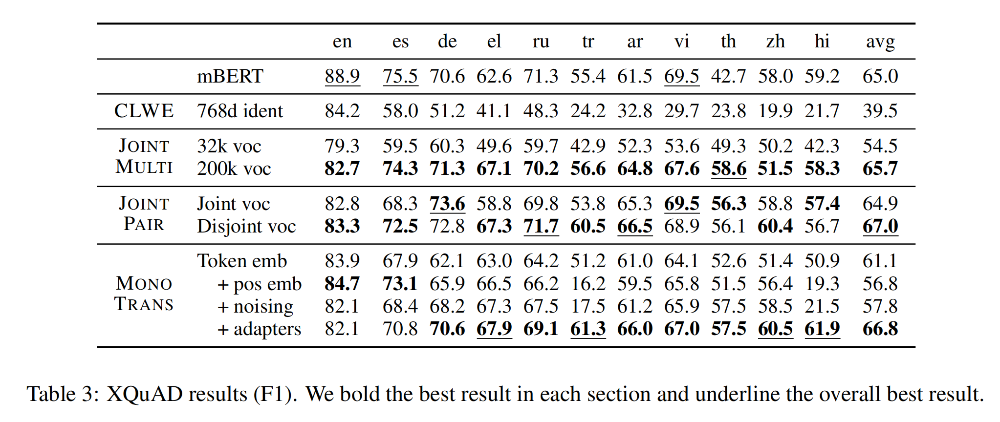 en es de el ru tr ar vi th zh hi avg
mBERT 88.9 75.5 70.6 62.6 71.3 55.4 61.5 69.5 42.7 58.0 59.2 65.0
CLWE 768d ident 84.2 58.0 51.2 41.1 48.3 24.2 32.8 29.7 23.8 19.9 21.7 39.5
JOINT 32k voc 79.3 59.5 60.3 49.6 59.7 42.9 52.3 53.6 49.3 50.2 42.3 54.5
MULTI 200k voc 82.7 74.3 71.3 67.1 70.2 56.6 64.8 67.6 58.6 51.5 58.3 65.7
JOINT Joint voc 82.8 68.3 73.6 58.8 69.8 53.8 65.3 69.5 56.3 58.8 57.4 64.9
PAIR Disjoint voc 83.3 72.5 72.8 67.3 71.7 60.5 66.5 68.9 56.1 60.4 56.7 67.0
Token emb 83.9 67.9 62.1 63.0 64.2 51.2 61.0 64.1 52.6 51.4 50.9 61.1
MONO + pos emb 84.7 73.1 65.9 66.5 66.2 16.2 59.5 65.8 51.5 56.4 19.3 56.8
TRANS + noising 82.1 68.4 68.2 67.3 67.5 17.5 61.2 65.9 57.5 58.5 21.5 57.8
+ adapters 82.1 70.8 70.6 67.9 69.1 61.3 66.0 67.0 57.5 60.5 61.9 66.8
Table 3: XQuAD results (F1). We bold the best result in each section and underline the overall best result.